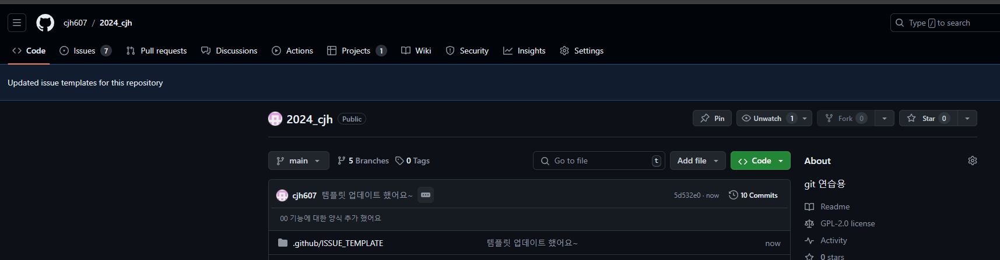 cjh607 / 2024_cjh Type / to search
Code Issues 7 Pull requests Discussions Actions Projects 1 Wiki Security Insights Settings
Updated issue templates for this repository
2024_cjh Public Pin Unwatch 1 Fork 0 Star 0
main 5 Branches 0 Tags Go to file t Add file Code About
git 연습용
cjh607 템플릿 업데이트 했어요~ 5d532e0 · now 10 Commits
Readme
00 기능에 대한 양식 추가 했어요
GPL-2.0 license
.github/ISSUE_TEMPLATE 템플릿 업데이트 했어요~ now
Activity
0 stars